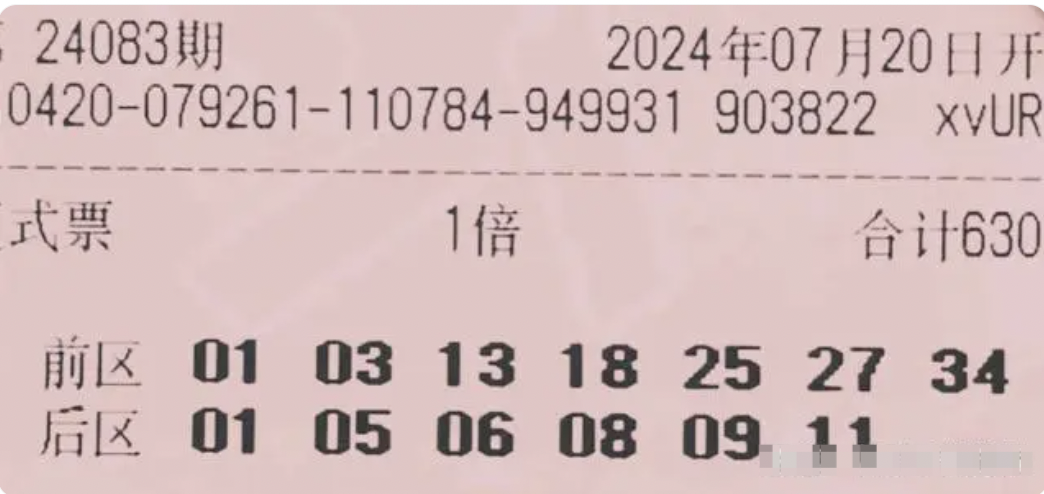 24083期 2024年07月20日开
0420-079261-110784-949931 903822 xvUR
式票 1倍 合计630
前区 01 03 13 18 25 27 34
后区 01 05 06 08 09 11